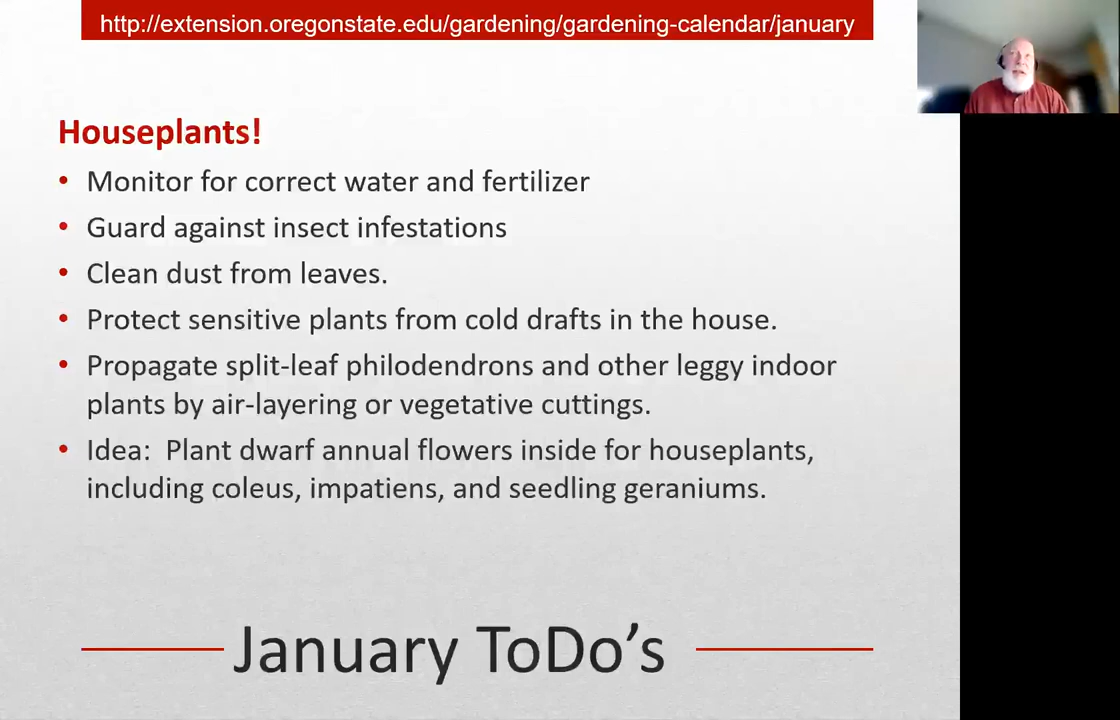 http://extension.oregonstate.edu/gardening/gardening-calendar/january
Houseplants!
• Monitor for correct water and fertilizer
• Guard against insect infestations
• Clean dust from leaves.
• Protect sensitive plants from cold drafts in the house.
• Propagate split-leaf philodendrons and other leggy indoor
plants by air-layering or vegetative cuttings.
• Idea:  Plant dwarf annual flowers inside for houseplants,
including coleus, impatiens, and seedling geraniums.
January ToDo’s